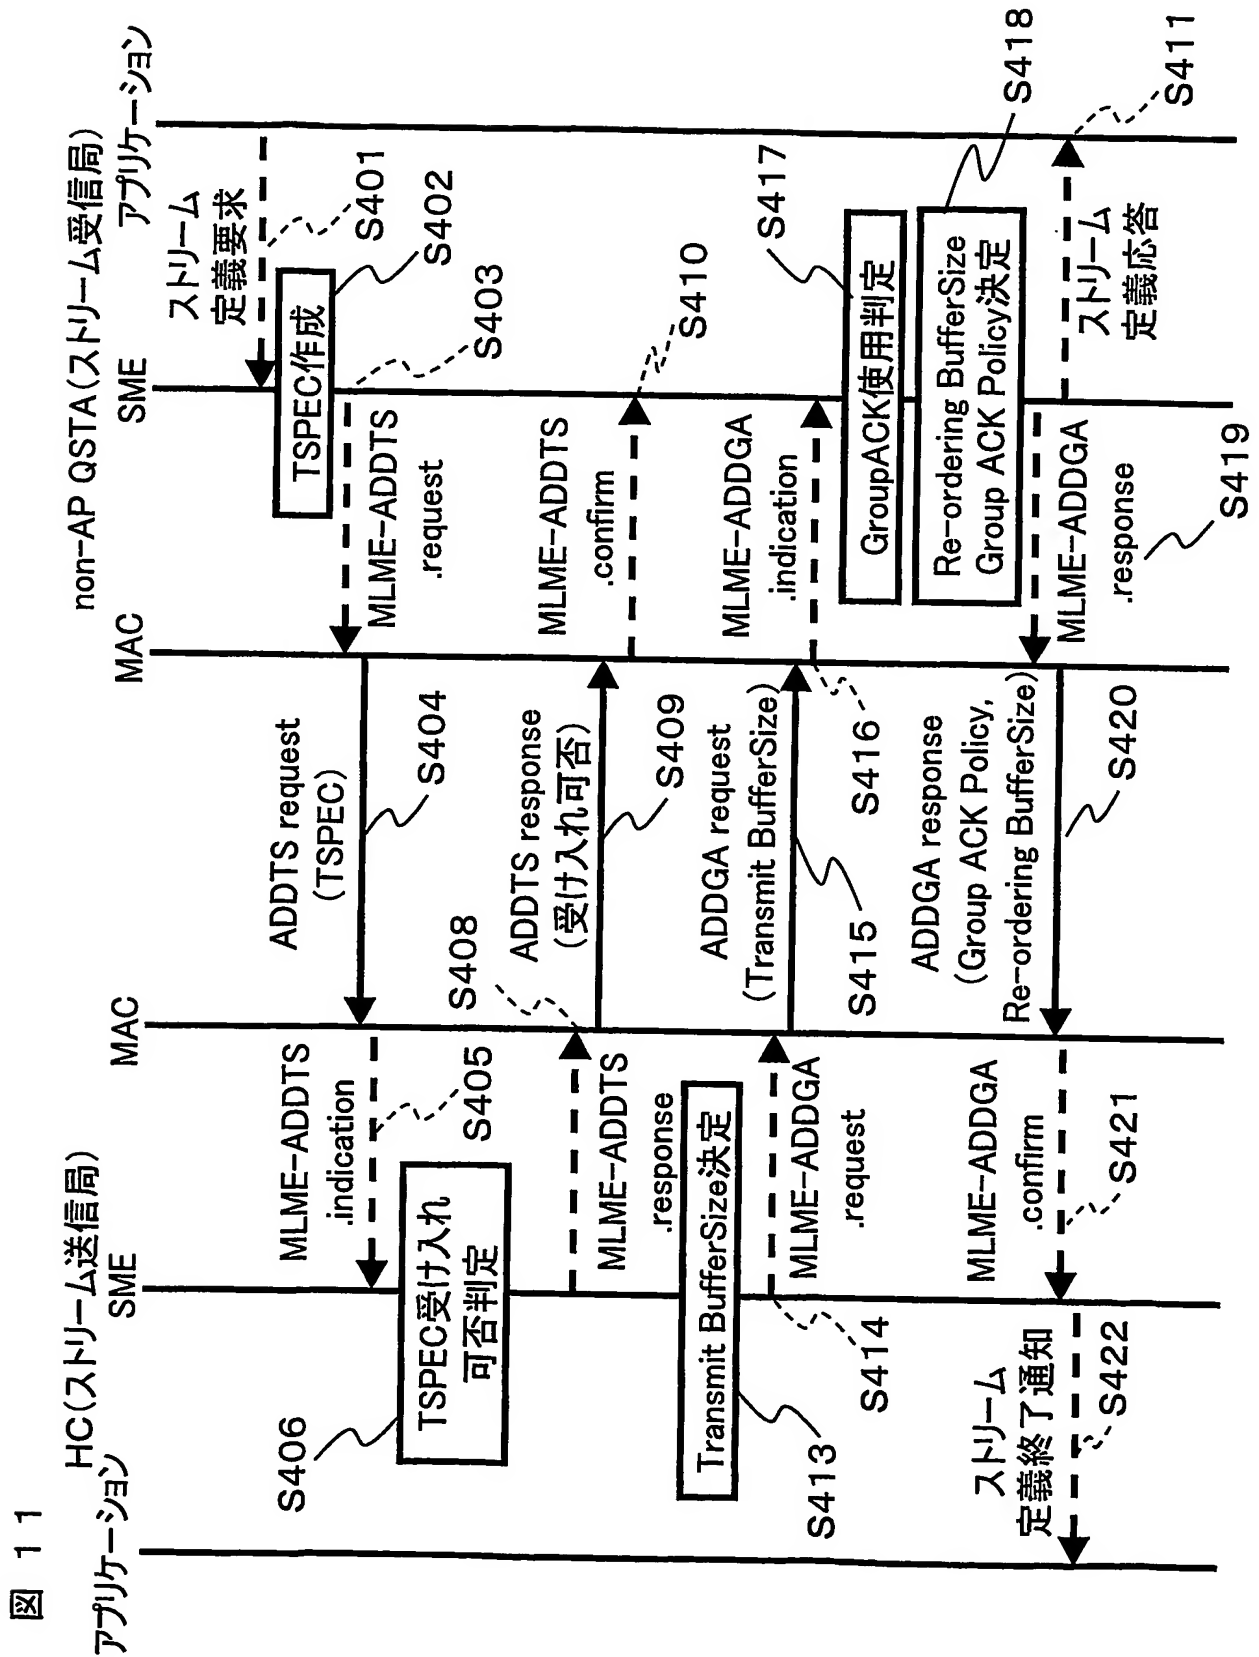 図 11
HC(ストリーム送信局)
non-AP QSTA(ストリーム受信局)
アプリケーション
SME
MAC
MAC
SME
アプリケーション
ストリーム
定義要求
S401
TSPEC作成
S402
S403
MLME-ADDTS
.request
ADDTS request
(TSPEC)
S404
MLME-ADDTS
.indication
S405
TSPEC受け入れ
可否判定
S406
MLME-ADDTS
.response
S408
ADDTS response
(受け入れ可否)
S409
MLME-ADDTS
.confirm
S410
Transmit BufferSize決定
S413
MLME-ADDGA
.request
S414
ADDGA request
(Transmit BufferSize)
S415
MLME-ADDGA
.indication
S416
GroupACK使用判定
S417
Re-ordering BufferSize
Group ACK Policy決定
S418
MLME-ADDGA
.response
S419
ストリーム
定義応答
S411
ADDGA response
(Group ACK Policy,
Re-ordering BufferSize)
S420
MLME-ADDGA
.confirm
S421
ストリーム
定義終了通知
S422